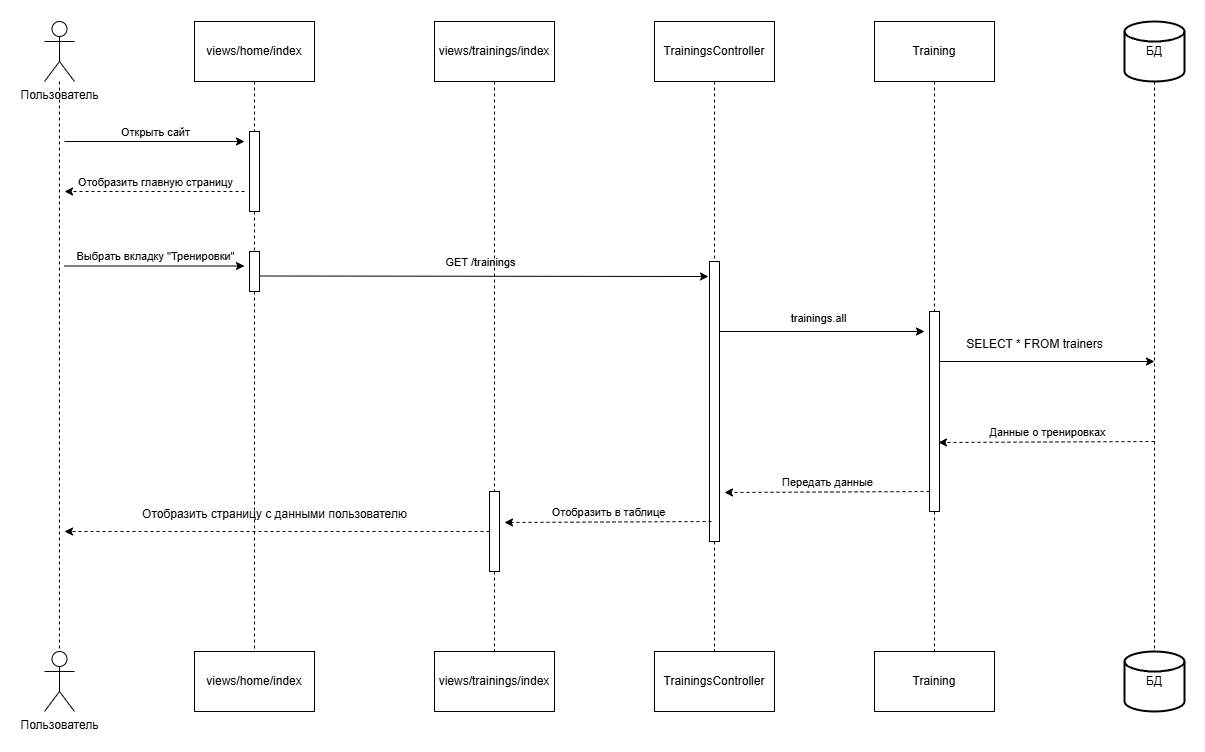 views/home/index
views/trainings/index
TrainingsController
Training
БД
Пользователь
Открыть сайт
Отобразить главную страницу
Выбрать вкладку "Тренировки"
GET /trainings
trainings.all
SELECT * FROM trainers
Данные о тренировках
Передать данные
Отобразить в таблице
Отобразить страницу с данными пользователю
views/home/index
views/trainings/index
TrainingsController
Training
БД
Пользователь